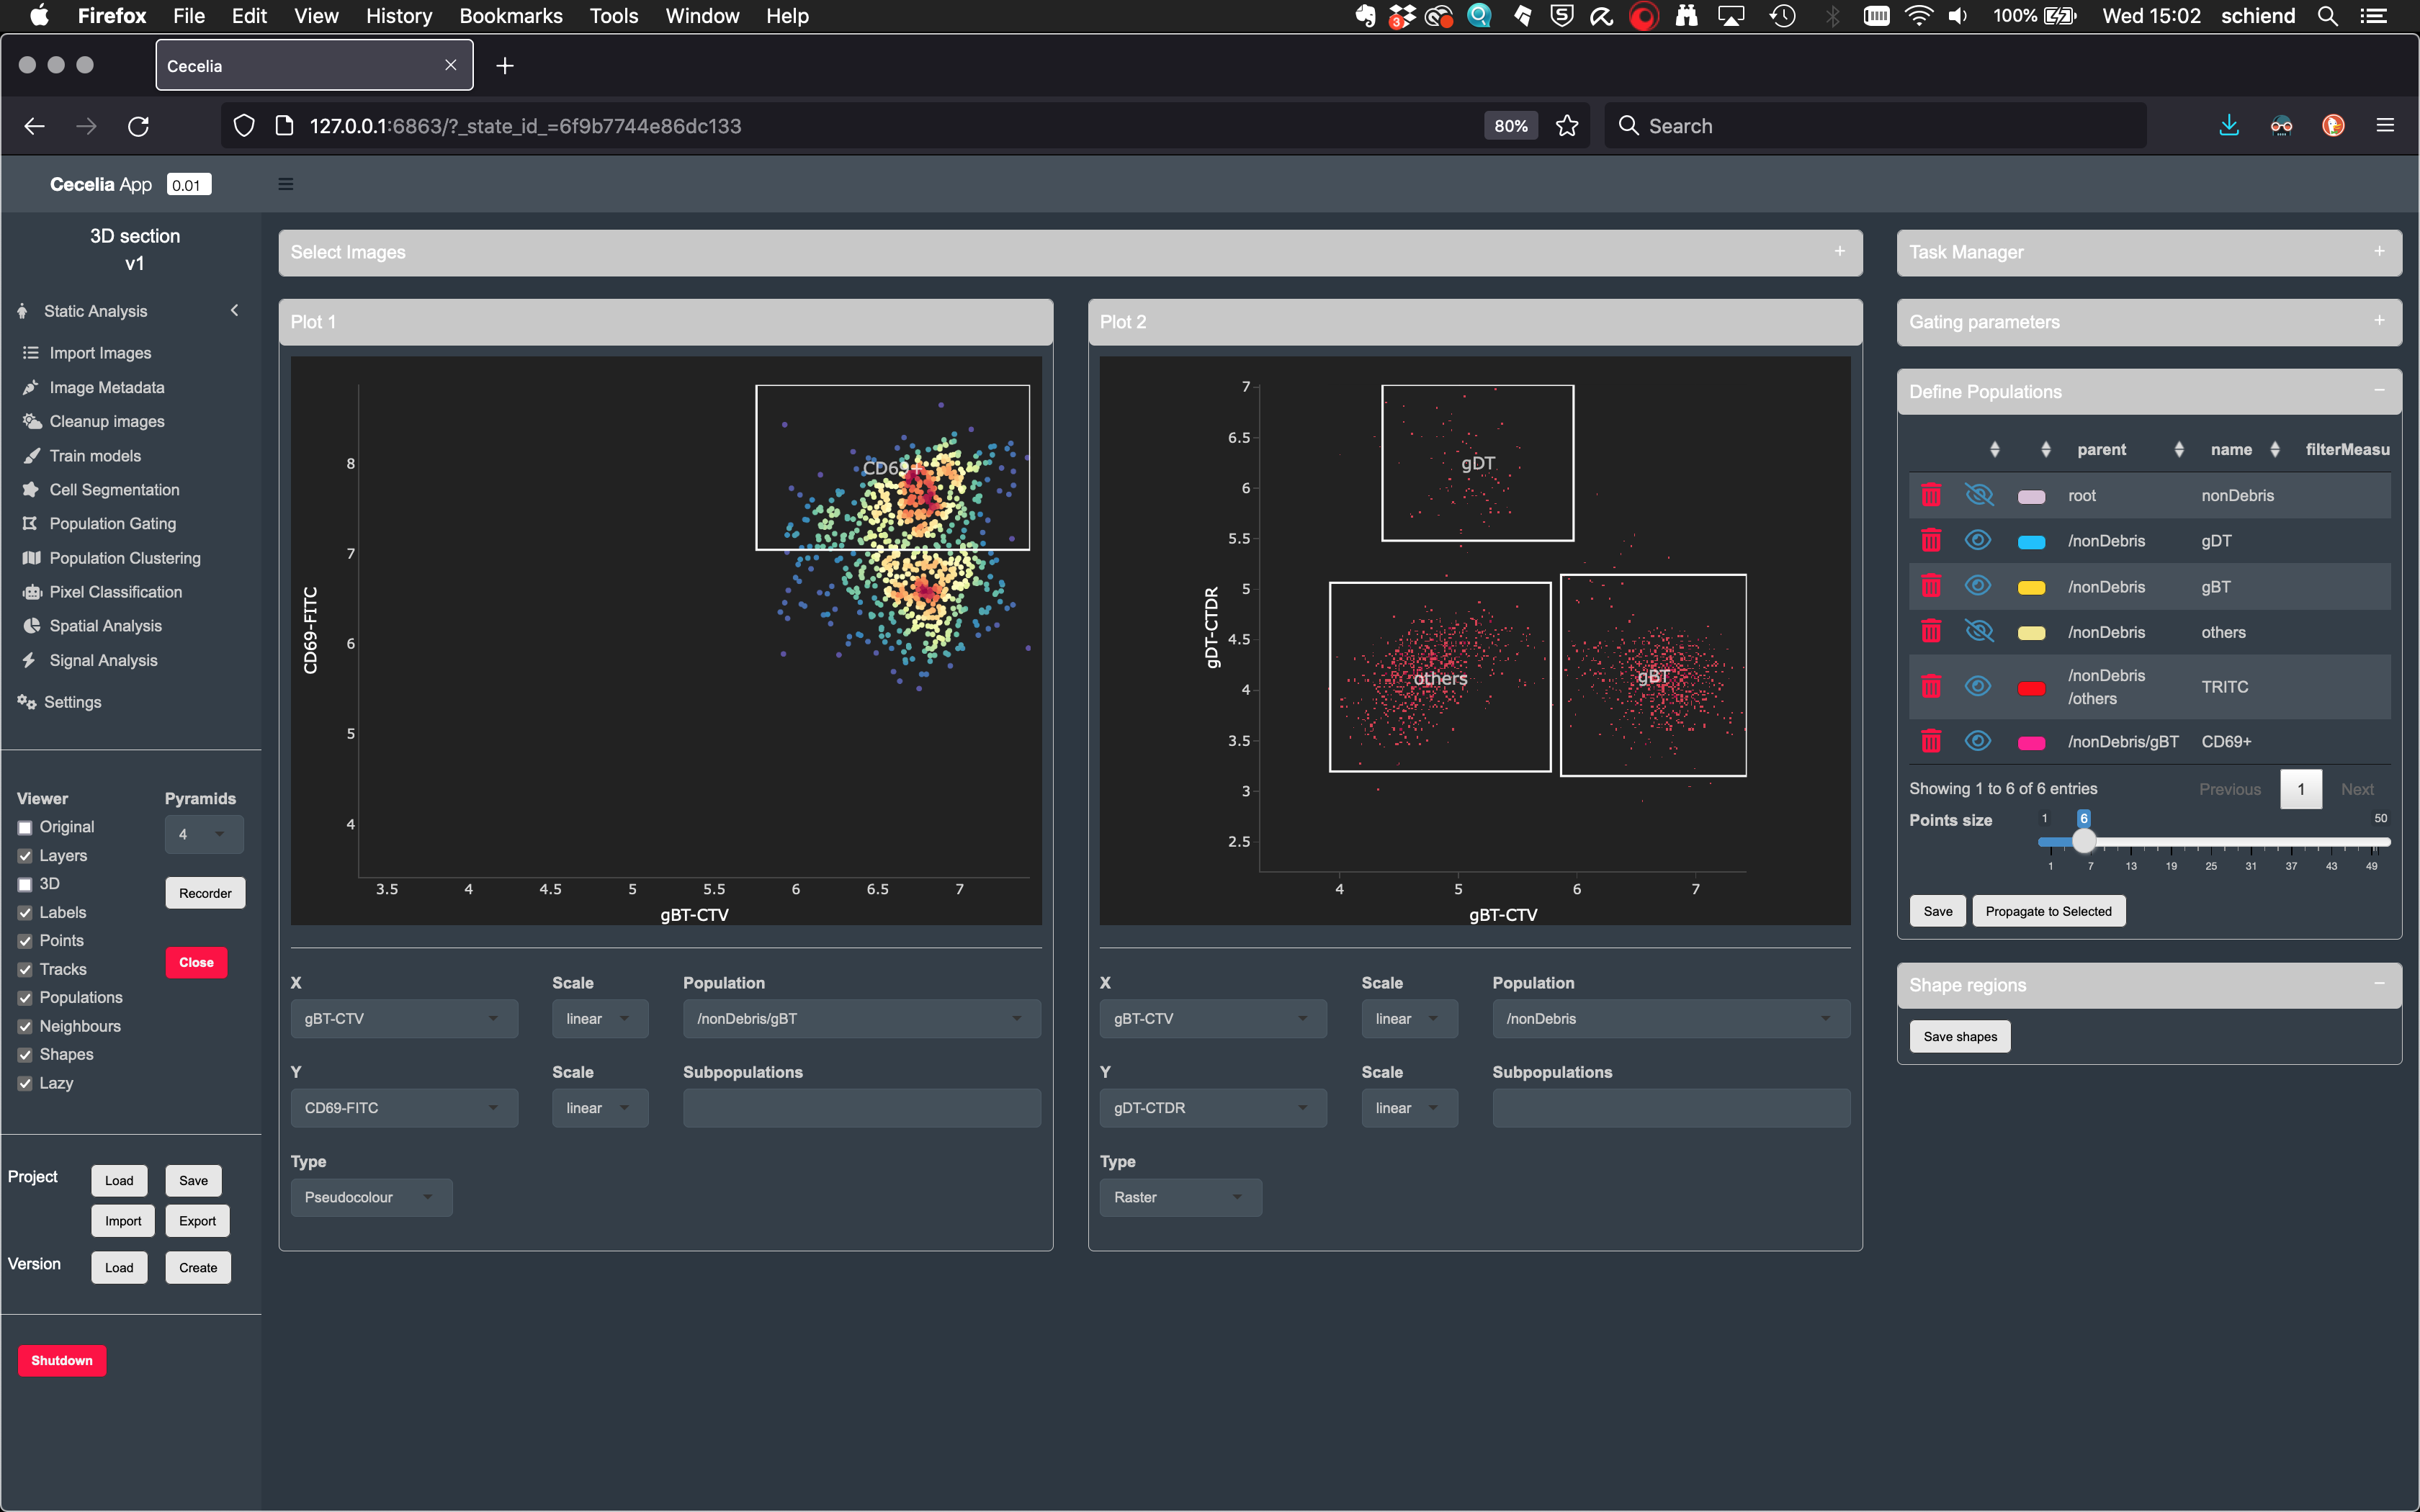 Firefox File Edit View History Bookmarks Tools Window Help 3 100% Wed 15:02 schiend
Cecelia
127.0.0.1:6863/?_state_id_=6f9b7744e86dc133 80% Search
Cecelia App 0.01
3D section
v1
Static Analysis
Import Images
Image Metadata
Cleanup images
Train models
Cell Segmentation
Population Gating
Population Clustering
Pixel Classification
Spatial Analysis
Signal Analysis
Settings
Viewer Pyramids
Original 4
Layers
3D Recorder
Labels
Points
Tracks Close
Populations
Neighbours
Shapes
Lazy
Project Load Save
Import Export
Version Load Create
Shutdown
Select Images +
Plot 1
CD69+
8
7
6
5
4
CD69-FITC
3.5 4 4.5 5 5.5 6 6.5 7
gBT-CTV
X Scale Population
gBT-CTV linear /nonDebris/gBT
Y Scale Subpopulations
CD69-FITC linear
Type
Pseudocolour
Plot 2
gDT
others
gBT
7
6.5
6
5.5
5
4.5
4
3.5
3
2.5
gDT-CTDR
4 5 6 7
gBT-CTV
X Scale Population
gBT-CTV linear /nonDebris
Y Scale Subpopulations
gDT-CTDR linear
Type
Raster
Task Manager +
Gating parameters +
Define Populations −
parent name filterMeasu
root nonDebris
/nonDebris gDT
/nonDebris gBT
/nonDebris others
/nonDebris
/others TRITC
/nonDebris/gBT CD69+
Showing 1 to 6 of 6 entries Previous 1 Next
Points size 1 6 50
1 7 13 19 25 31 37 43 49
Save Propagate to Selected
Shape regions −
Save shapes